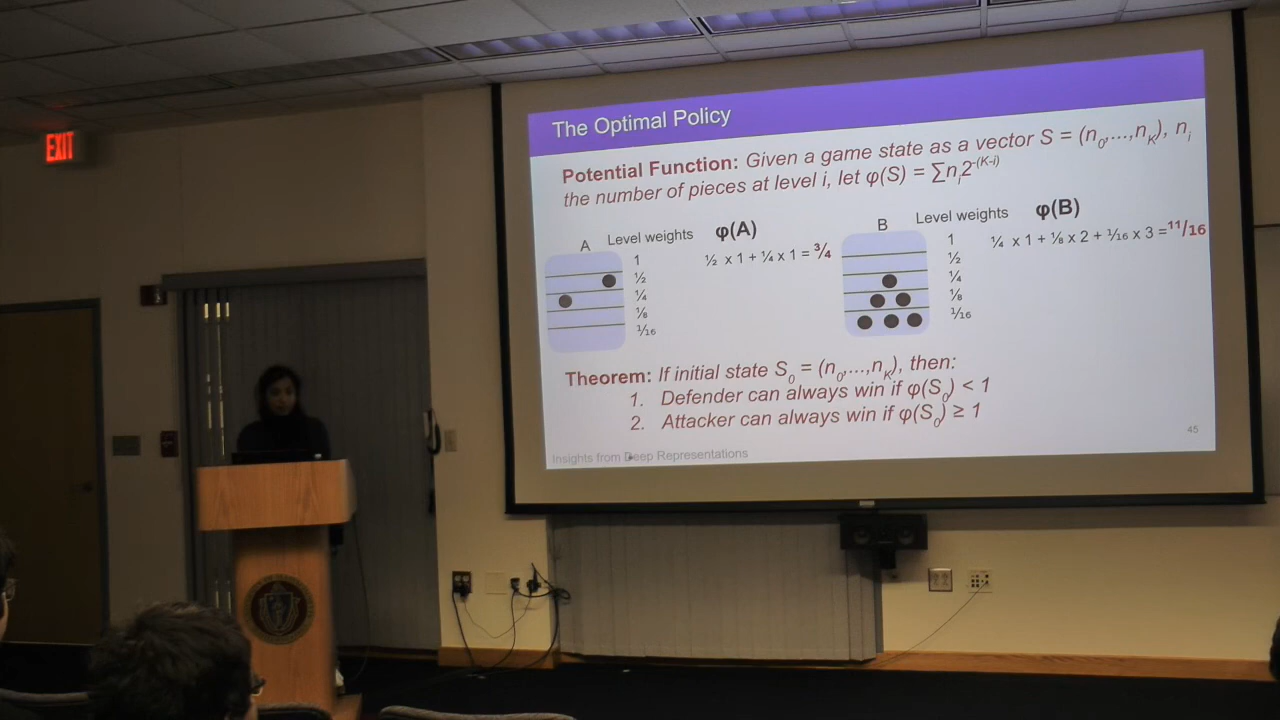 EXIT
The Optimal Policy
Potential Function: Given a game state as a vector S = (n₀,...,n_K), n_i
the number of pieces at level i, let φ(S) = ∑n_i2^-(K-i)
A Level weights φ(A)
1
½ ½ x 1 + ¼ x 1 = ¾
¼
⅛
1/16
B Level weights φ(B)
1 ¼ x 1 + ⅛ x 2 + 1/16 x 3 =11/16
½
¼
⅛
1/16
Theorem: If initial state S₀ = (n₀,...,n_K), then:
1. Defender can always win if φ(S₀) < 1
2. Attacker can always win if φ(S₀) ≥ 1
Insights from Deep Representations
45